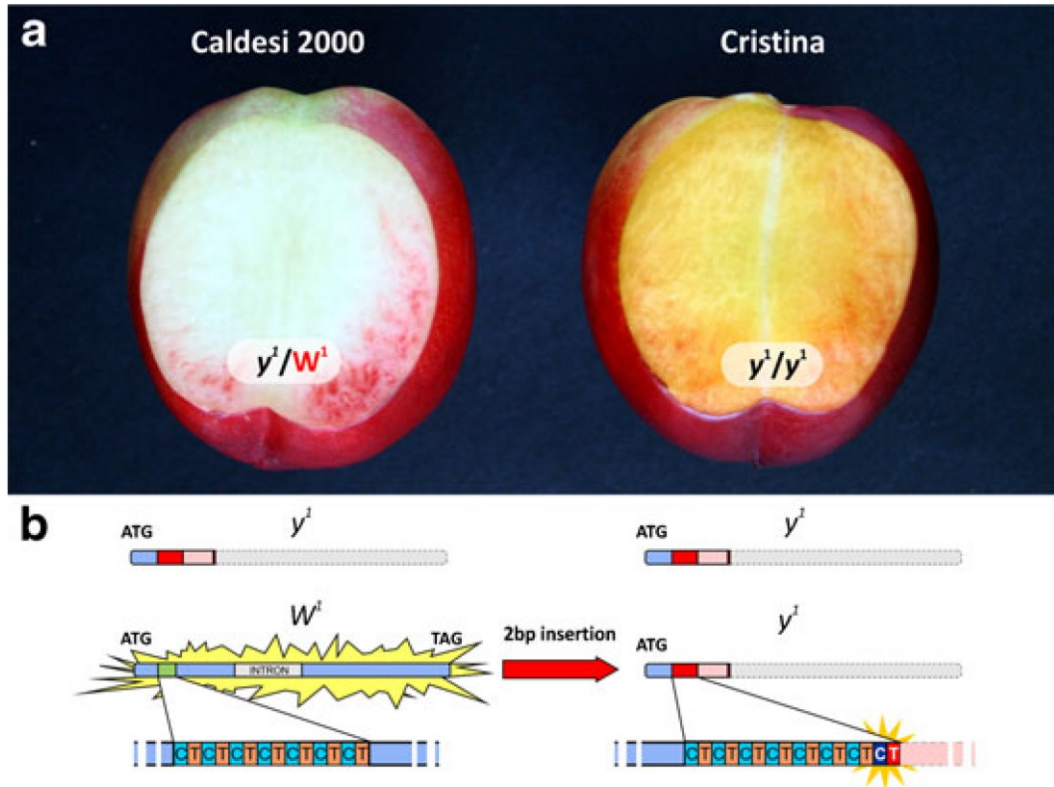 a
Caldesi 2000
Cristina
y¹/W¹
y¹/y¹
b
ATG
y¹
ATG
y¹
ATG
W¹
TAG
INTRON
2bp insertion
ATG
y¹
CTCTCTCTCTCTCT
CTCTCTCTCTCTCTCT